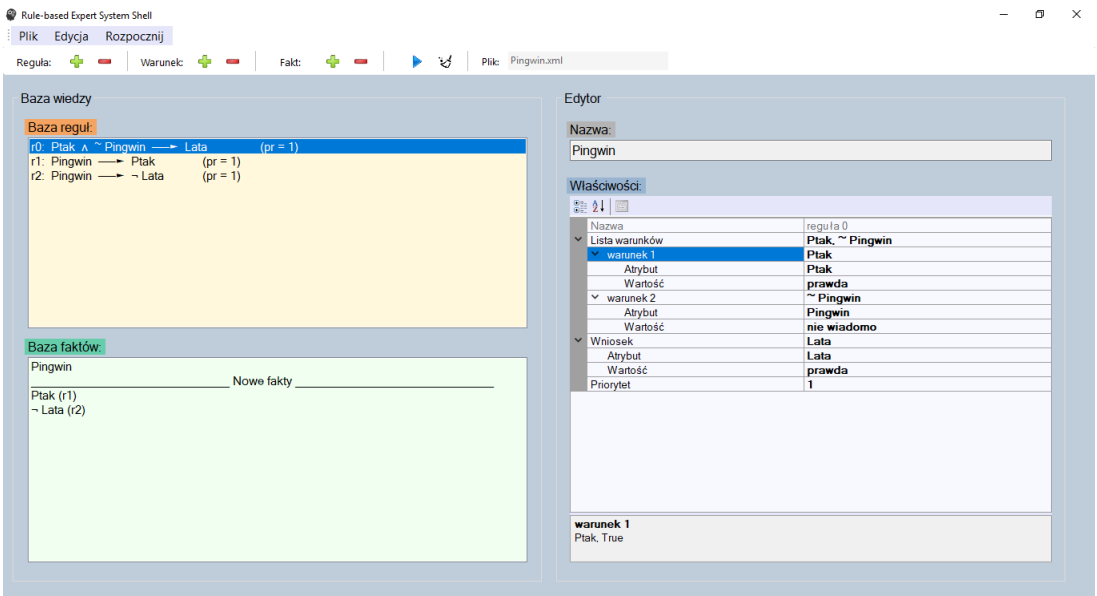 Rule-based Expert System Shell
Plik Edycja Rozpocznij
Reguła: Warunek: Fakt: Plik: Pingwin.xml
Baza wiedzy
Baza reguł:
r0: Ptak ∧ ~ Pingwin ──► Lata (pr = 1)
r1: Pingwin ──► Ptak (pr = 1)
r2: Pingwin ──► ¬ Lata (pr = 1)
Baza faktów:
Pingwin
Nowe fakty
Ptak (r1)
¬ Lata (r2)
Edytor
Nazwa:
Pingwin
Właściwości:
Nazwa reguła 0
Lista warunków Ptak, ~ Pingwin
warunek 1 Ptak
Atrybut Ptak
Wartość prawda
warunek 2 ~ Pingwin
Atrybut Pingwin
Wartość nie wiadomo
Wniosek Lata
Atrybut Lata
Wartość prawda
Priorytet 1
warunek 1
Ptak, True